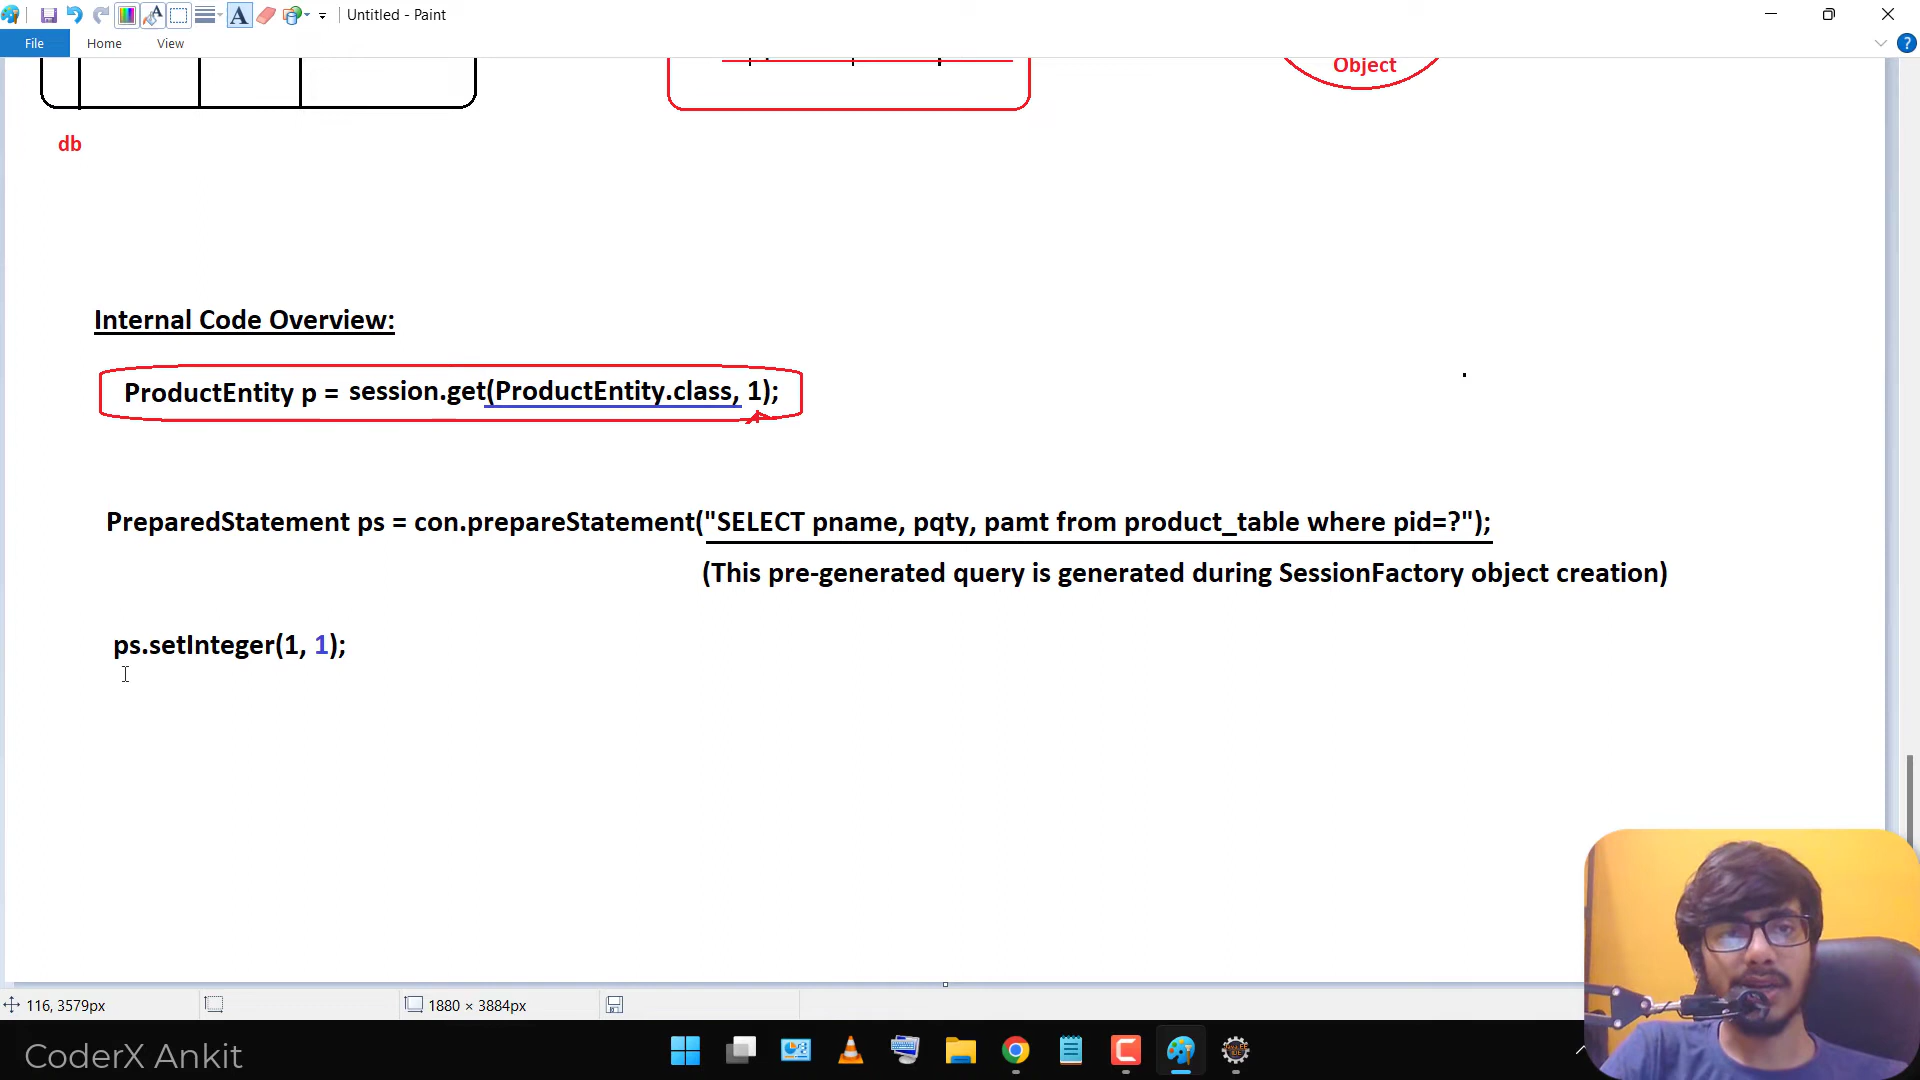 Untitled - Paint
File Home View
Object
db
Internal Code Overview:
ProductEntity p = session.get(ProductEntity.class, 1);
PreparedStatement ps = con.prepareStatement("SELECT pname, pqty, pamt from product_table where pid=?");
(This pre-generated query is generated during SessionFactory object creation)
ps.setInteger(1, 1);
116, 3579px
1880 × 3884px
CoderX Ankit